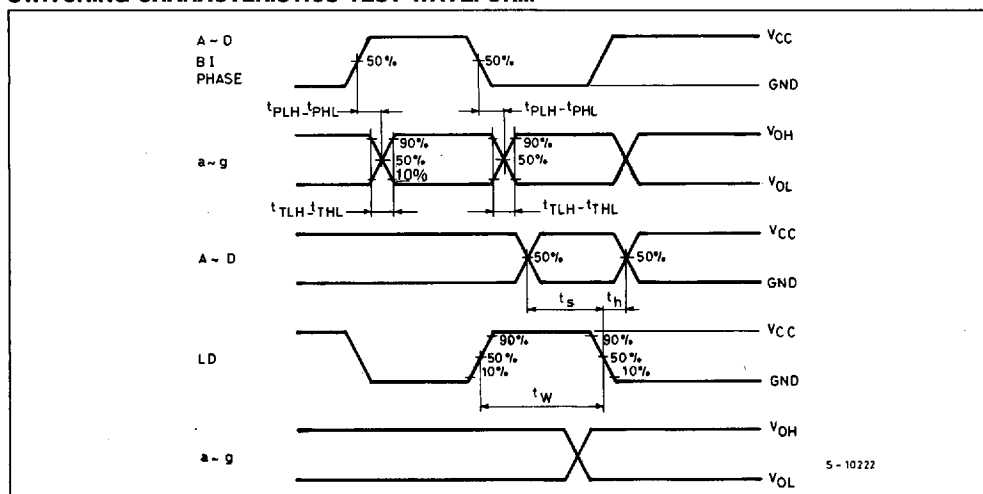 SWITCHING CHARACTERISTICS TEST WAVEFORM
A~D
BI
PHASE
50%
50%
VCC
GND
tPLH-tPHL
tPLH-tPHL
a~g
90%
50%
10%
90%
50%
VOH
VOL
tTLH-tTHL
tTLH-tTHL
A~D
50%
50%
VCC
GND
ts
th
LD
90%
50%
10%
90%
50%
10%
VCC
GND
tW
a~g
VOH
VOL
S-10222